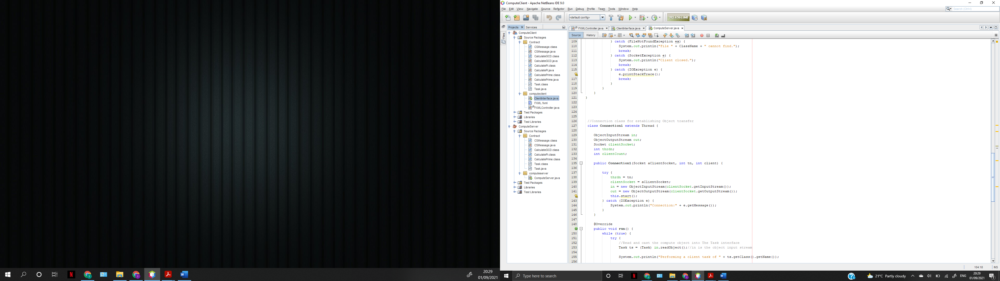 ComputeClient - Apache NetBeans IDE 9.0
File Edit View Navigate Source Refactor Run Debug Profile Team Tools Window Help
Search (Ctrl+I)
<default config>
Projects
Services
Files
ComputeClient
Source Packages
Contract
CSMessage.class
CSMessage.java
CalculateGCD.class
CalculateGCD.java
CalculatePi.class
CalculatePi.java
CalculatePrime.class
CalculatePrime.java
Task.class
Task.java
computeclient
ClientInterface.java
FXML.fxml
FXMLController.java
Test Packages
Libraries
Test Libraries
ComputeServer
Source Packages
Contract
CSMessage.class
CSMessage.java
CalculateGCD.class
CalculatePi.class
CalculatePrime.class
Task.class
Task.java
computeserver
ComputeServer.java
Test Packages
Libraries
Test Libraries
FXMLController.java ClientInterface.java ComputeServer.java
Source History
109 } catch (FileNotFoundException ex) {
110 System.out.println("File " + ClassName + " cannot find.");
111 break;
112 } catch (SocketException e) {
113 System.out.println("Client closed.");
114 break;
115 } catch (IOException e) {
e.printStackTrace();
117 break;
118 }
119 }
120 }
121 }
122
123
124
125
126 //Connection class for establishing Object transfer
127 class Connection1 extends Thread {
128
129 ObjectInputStream in;
130 ObjectOutputStream out;
131 Socket clientSocket;
132 int thrdn;
133 int clientCount;
134
135 public Connection1(Socket aClientSocket, int tn, int client) {
136
137 try {
138 thrdn = tn;
139 clientSocket = aClientSocket;
140 in = new ObjectInputStream(clientSocket.getInputStream());
141 out = new ObjectOutputStream(clientSocket.getOutputStream());
this.start();
143 } catch (IOException e) {
144 System.out.println("Connection:" + e.getMessage());
145 }
146 }
147
148 @Override
public void run() {
150 while (true) {
151 try {
152 //Read and cast the compute object into The Task interface
153 Task ts = (Task) in.readObject();//in is the object input stream
154
155 System.out.println("Performing a client task of " + ts.getClass().getName());
156
104:18 INS
20:29
01/09/2021
Type here to search
21°C Partly cloudy
ENG
20:29
01/09/2021